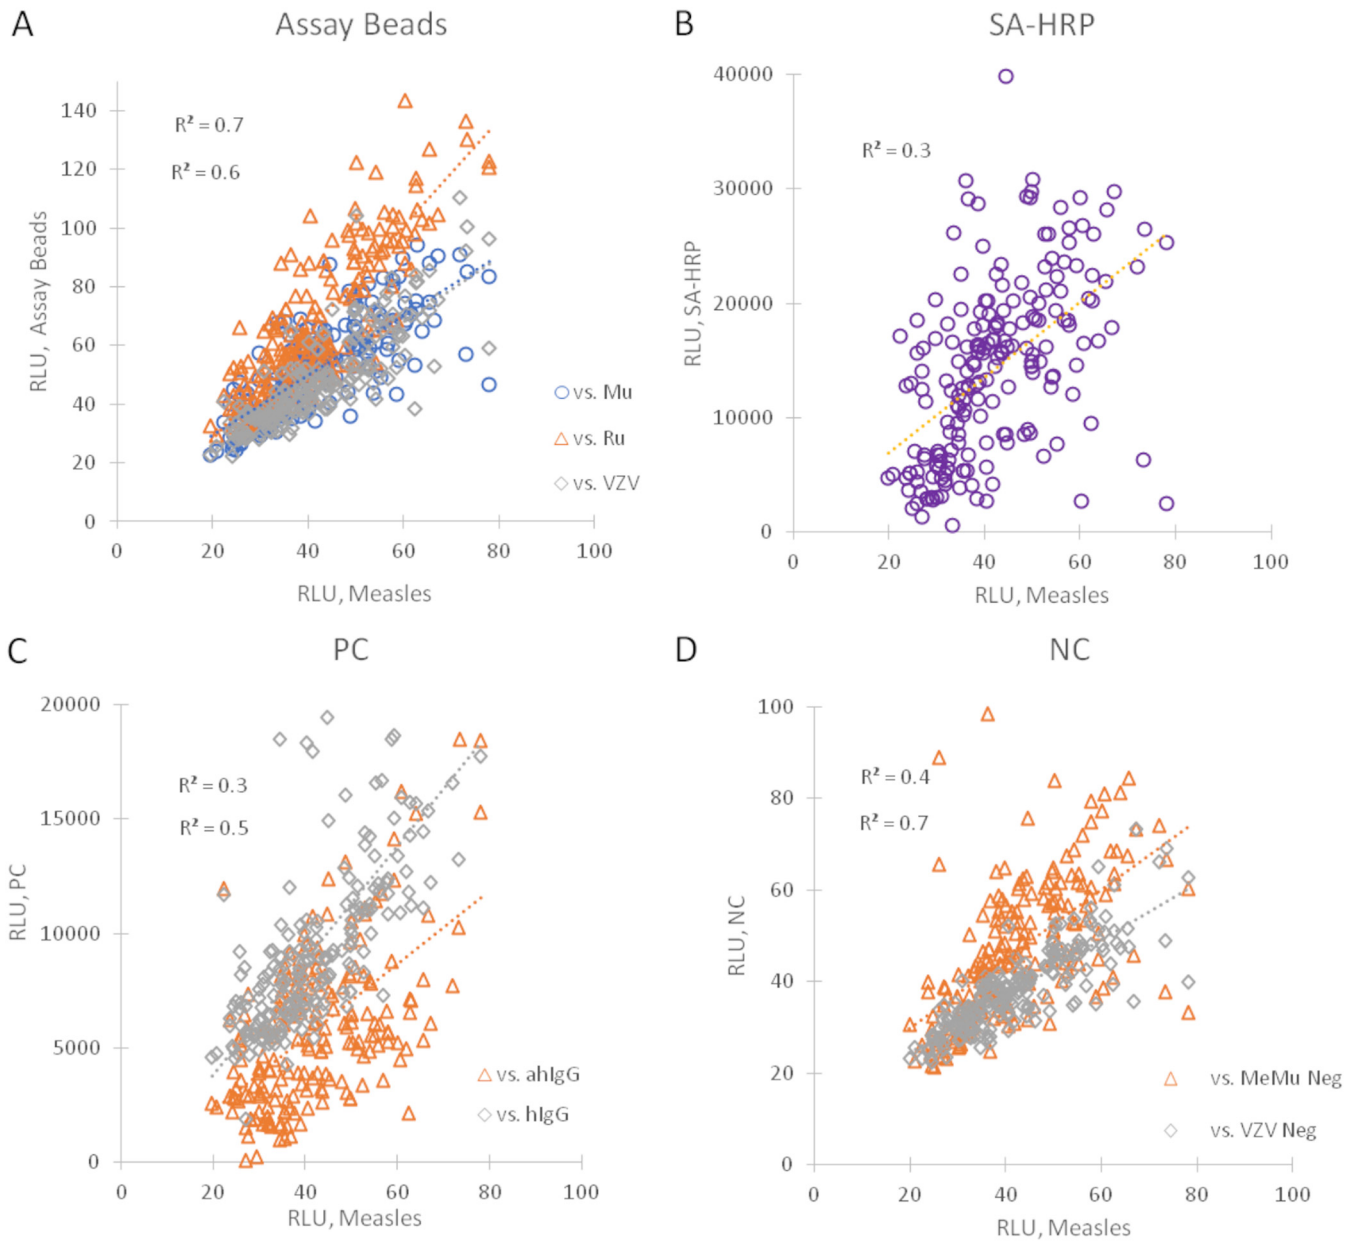 A
Assay Beads
R² = 0.7
R² = 0.6
RLU, Assay Beads
140
120
100
80
60
40
20
0
0 20 40 60 80 100
RLU, Measles
vs. Mu
vs. Ru
vs. VZV
B
SA-HRP
R² = 0.3
RLU, SA-HRP
40000
30000
20000
10000
0
0 20 40 60 80 100
RLU, Measles
C
PC
R² = 0.3
R² = 0.5
RLU, PC
20000
15000
10000
5000
0
0 20 40 60 80 100
RLU, Measles
vs. ahIgG
vs. hIgG
D
NC
R² = 0.4
R² = 0.7
RLU, NC
100
80
60
40
20
0
0 20 40 60 80 100
RLU, Measles
vs. MeMu Neg
vs. VZV Neg